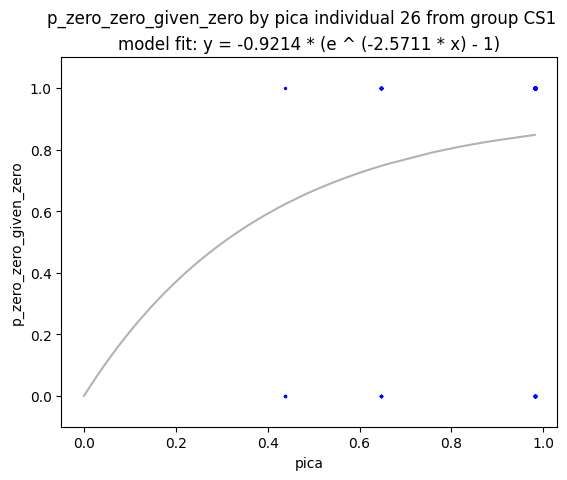 p_zero_zero_given_zero by pica individual 26 from group CS1
model fit: y = -0.9214 * (e ^ (-2.5711 * x) - 1)
1.0
0.8
0.6
0.4
0.2
0.0
p_zero_zero_given_zero
0.0 0.2 0.4 0.6 0.8 1.0
pica